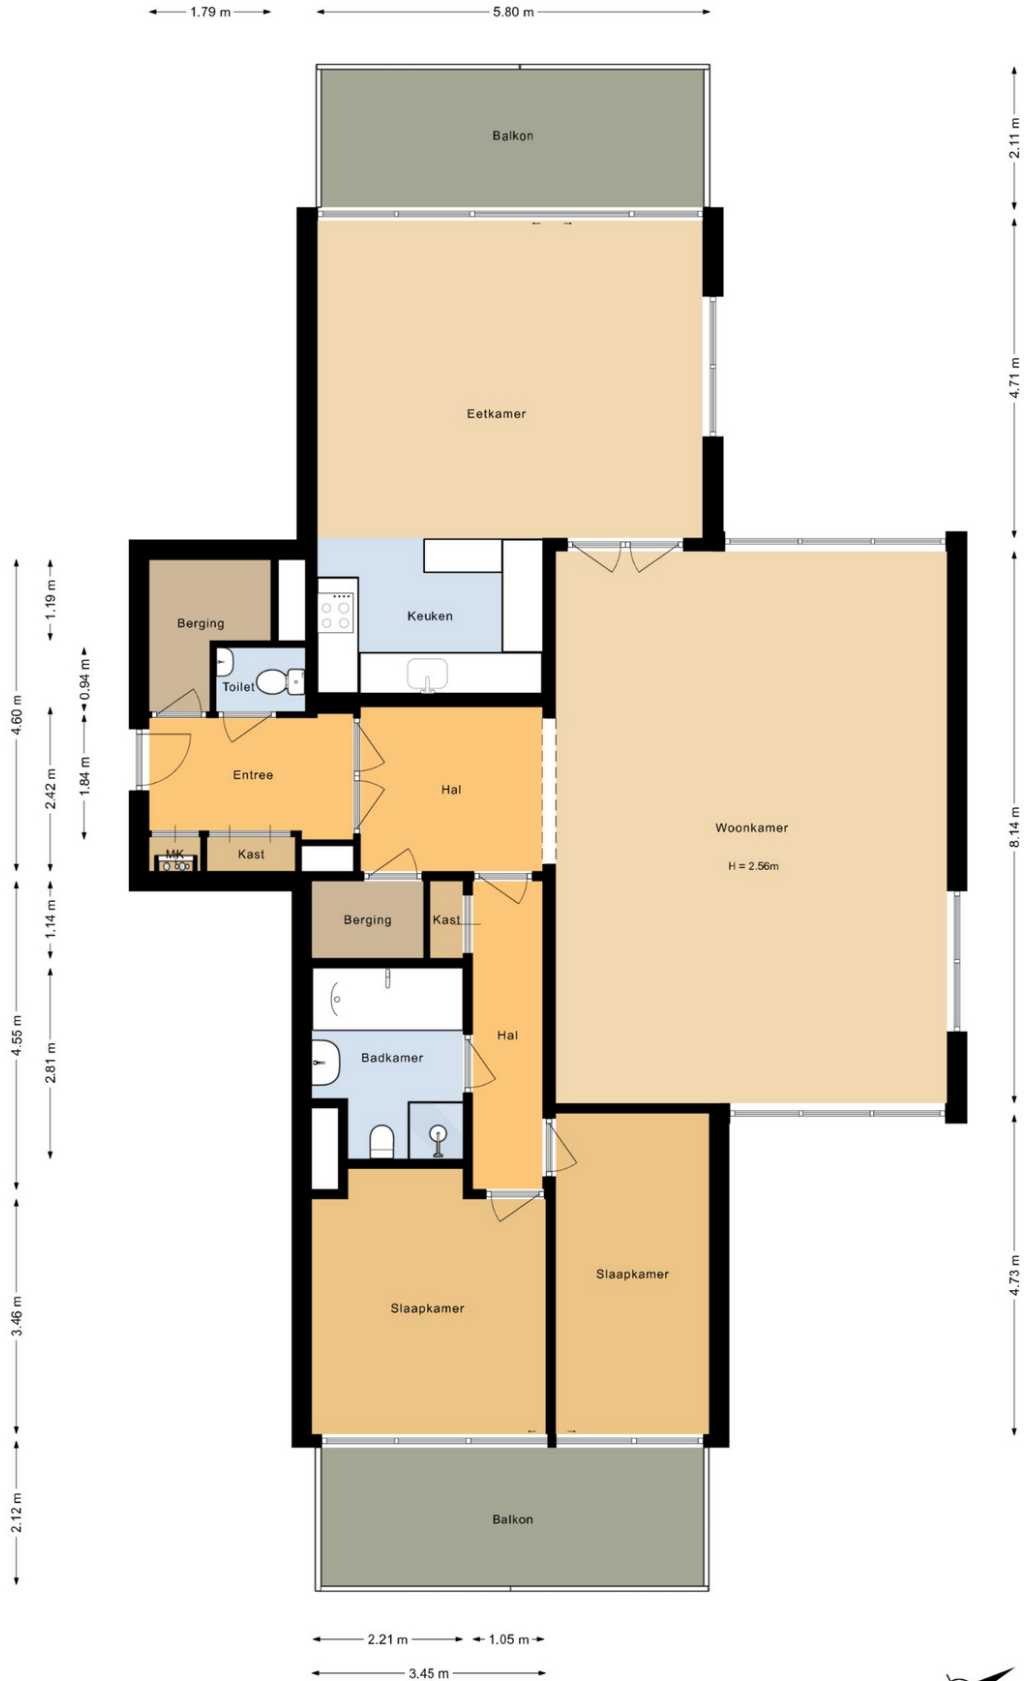 1.79 m
5.80 m
Balkon
2.11 m
4.71 m
Eetkamer
Berging
1.19 m
Keuken
Toilet
0.94 m
4.60 m
Entree
2.42 m
1.84 m
Hal
MK
Kast
Woonkamer
H = 2.56m
8.14 m
Berging
Kast
1.14 m
4.55 m
2.81 m
Badkamer
Hal
Slaapkamer
Slaapkamer
3.46 m
4.73 m
Balkon
2.12 m
2.21 m
1.05 m
3.45 m